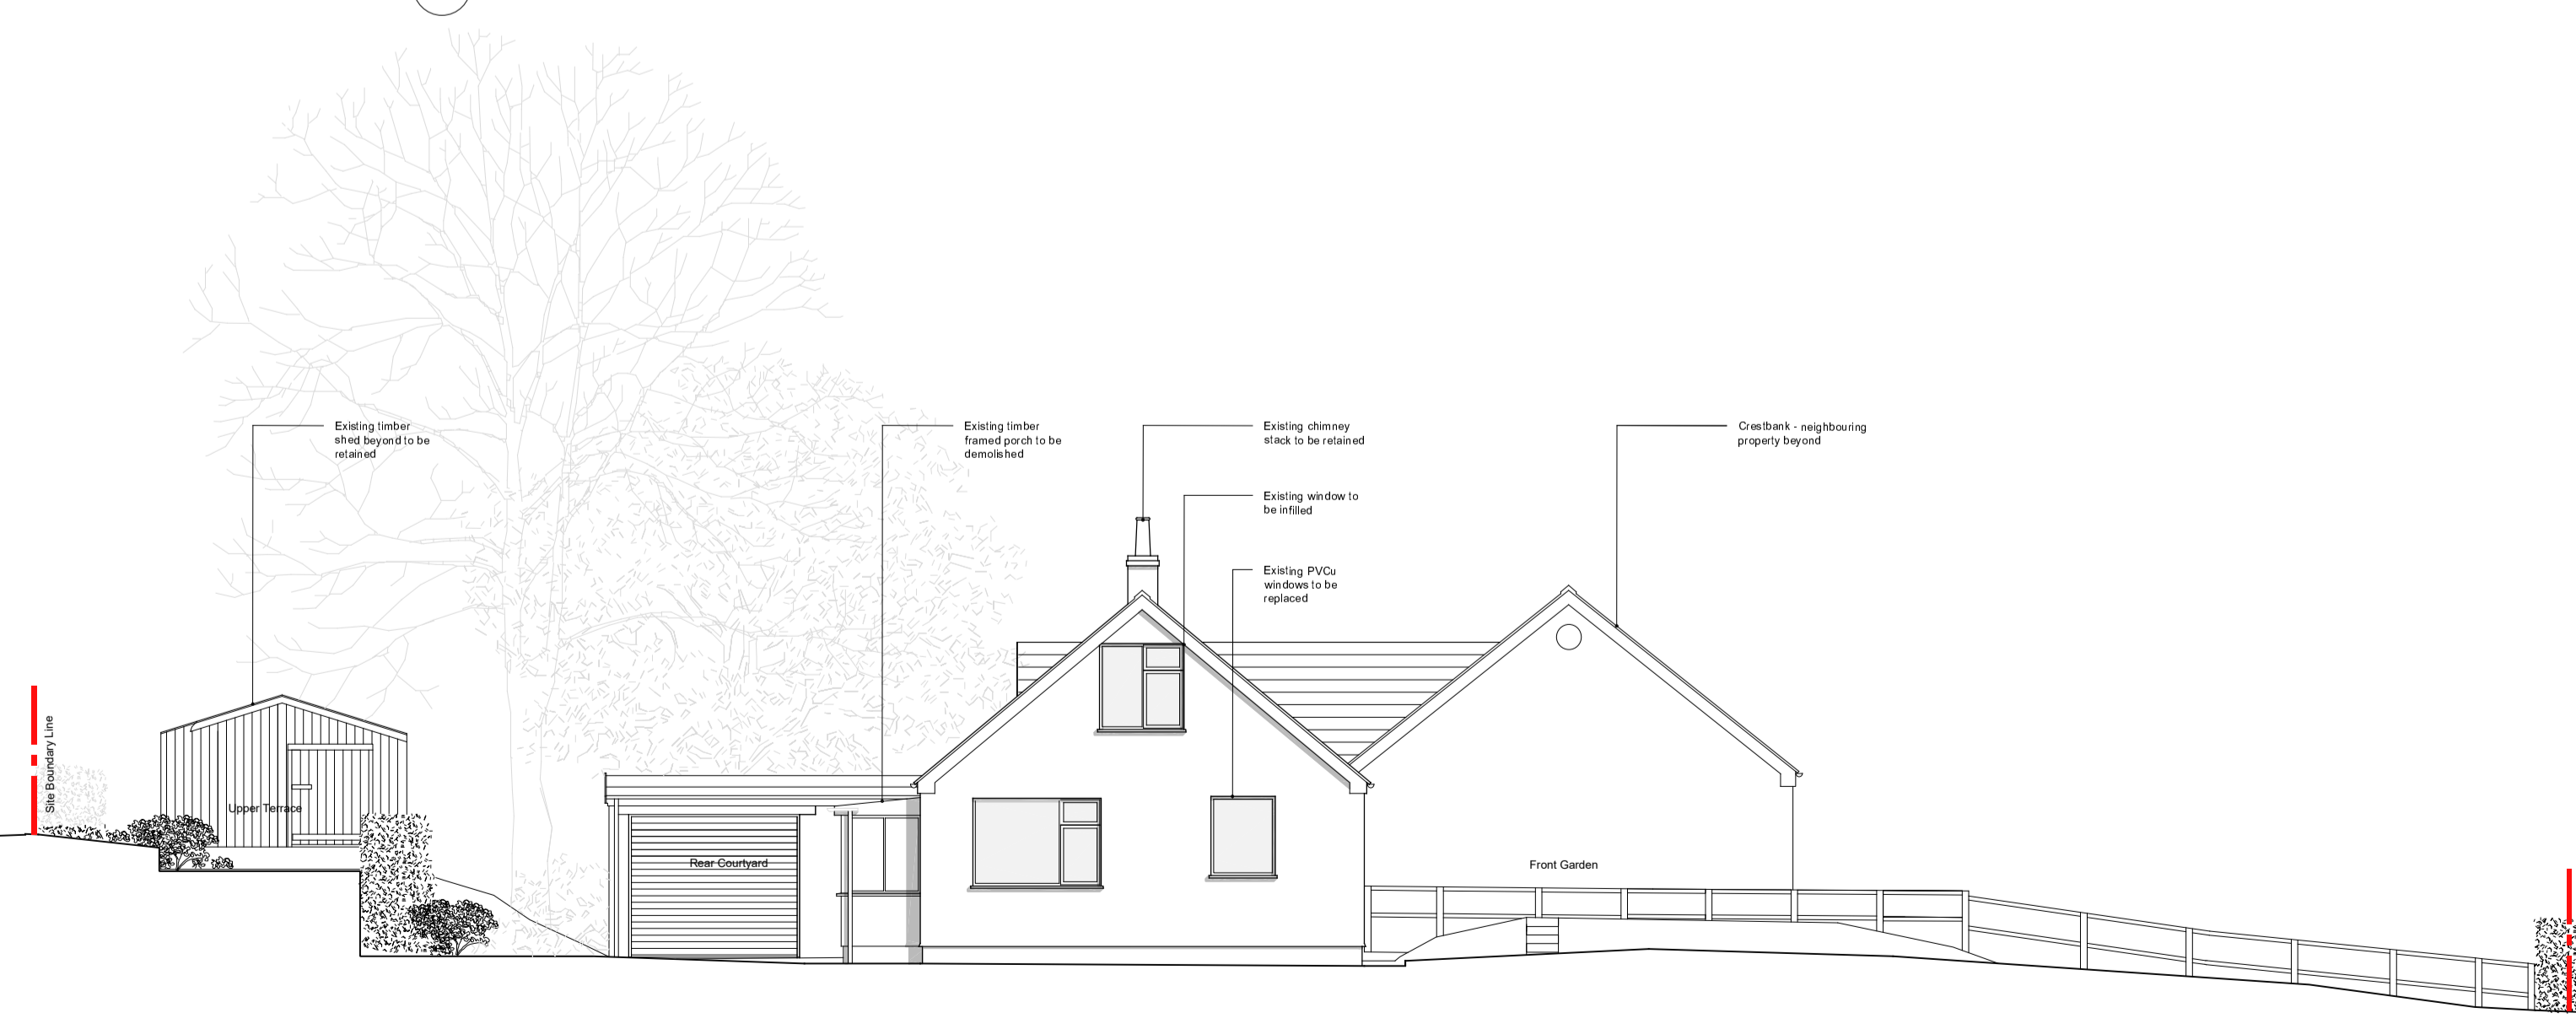 Existing timber
shed beyond to be
retained
Existing timber
framed porch to be
demolished
Existing chimney
stack to be retained
Existing window to
be infilled
Existing PVCu
windows to be
replaced
Crestbank - neighbouring
property beyond
Site Boundary Line
Upper Terrace
Rear Courtyard
Front Garden